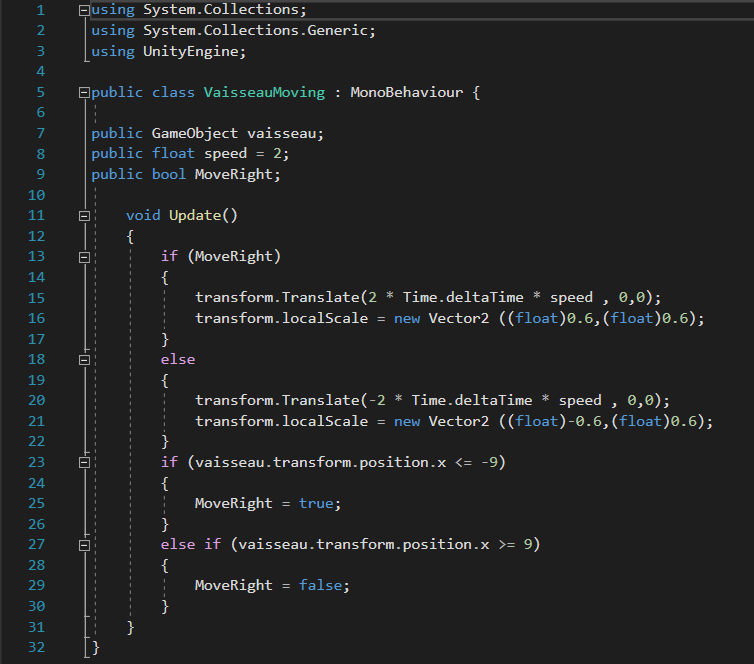 1 using System.Collections;
2 using System.Collections.Generic;
3 using UnityEngine;
4
5 public class VaisseauMoving : MonoBehaviour {
6
7 public GameObject vaisseau;
8 public float speed = 2;
9 public bool MoveRight;
10
11     void Update()
12     {
13         if (MoveRight)
14         {
15             transform.Translate(2 * Time.deltaTime * speed , 0,0);
16             transform.localScale = new Vector2 ((float)0.6,(float)0.6);
17         }
18         else
19         {
20             transform.Translate(-2 * Time.deltaTime * speed , 0,0);
21             transform.localScale = new Vector2 ((float)-0.6,(float)0.6);
22         }
23         if (vaisseau.transform.position.x <= -9)
24         {
25             MoveRight = true;
26         }
27         else if (vaisseau.transform.position.x >= 9)
28         {
29             MoveRight = false;
30         }
31     }
32 }